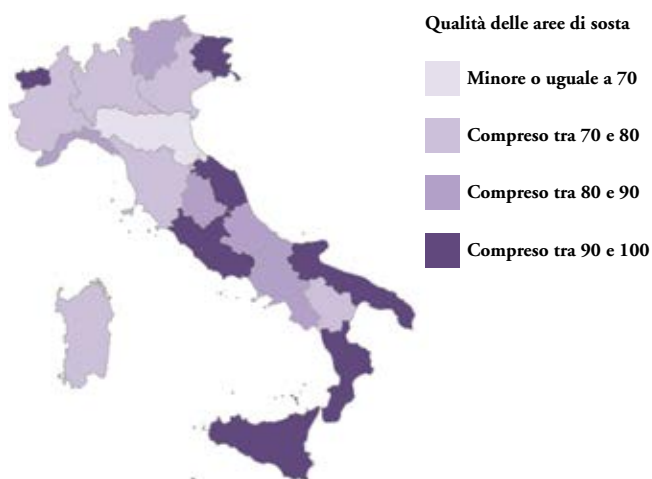 Qualità delle aree di sosta
Minore o uguale a 70
Compreso tra 70 e 80
Compreso tra 80 e 90
Compreso tra 90 e 100